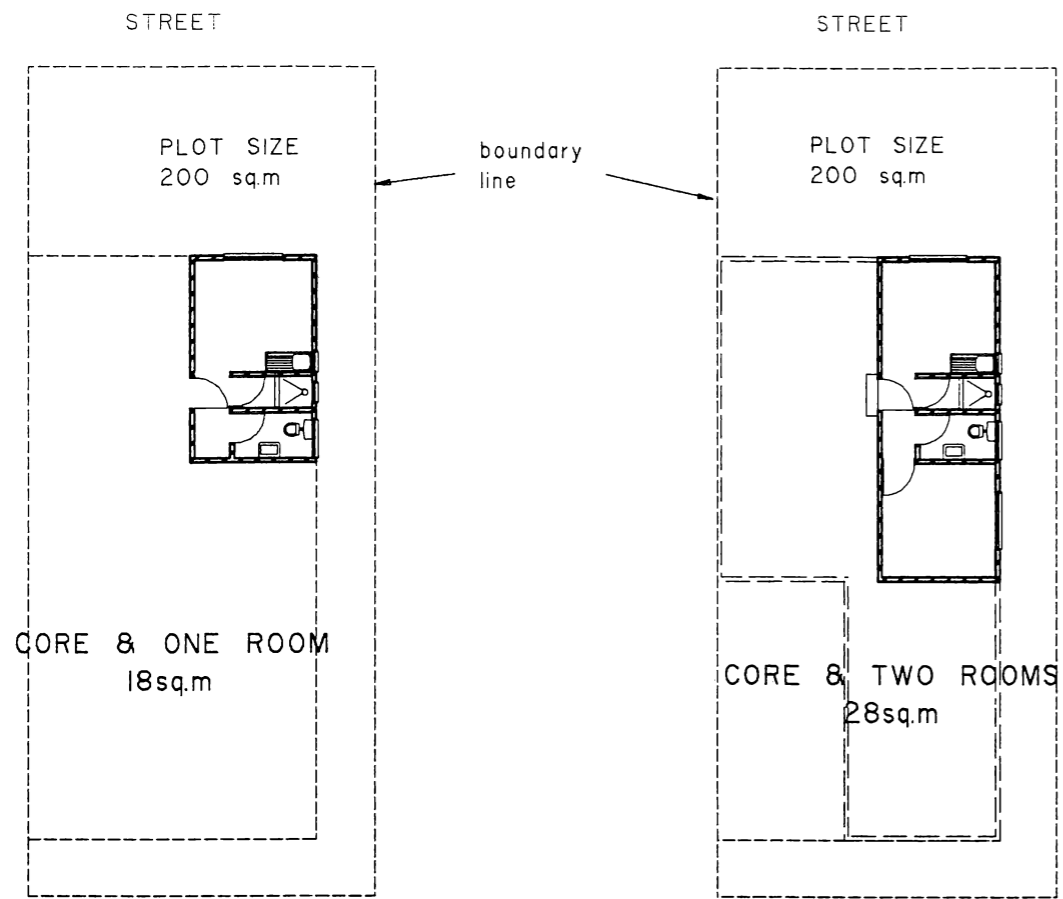 STREET
PLOT SIZE
200 sq.m
CORE & ONE ROOM
18sq.m
boundary
line
STREET
PLOT SIZE
200 sq.m
CORE & TWO ROOMS
28sq.m